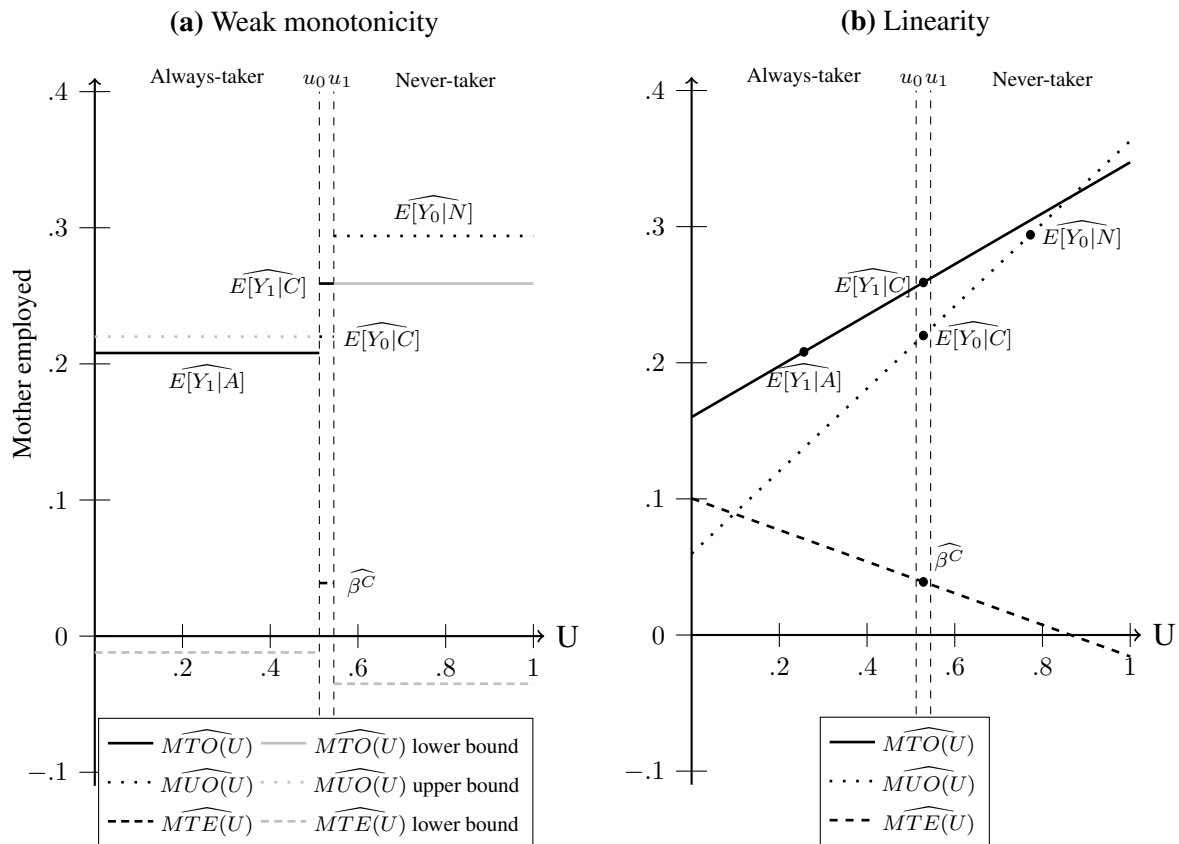 (a) Weak monotonicity
Always-taker u₀ u₁ Never-taker
Mother employed
.4
.3
.2
.1
0
−.1
.2 .4 .6 .8 1
U
E[Y₀|N]
E[Y₁|C]
E[Y₀|C]
E[Y₁|A]
β^C
MTO(U) MTO(U) lower bound
MUO(U) MUO(U) upper bound
MTE(U) MTE(U) lower bound
(b) Linearity
Always-taker u₀ u₁ Never-taker
.4
.3
.2
.1
0
−.1
.2 .4 .6 .8 1
U
E[Y₀|N]
E[Y₁|C]
E[Y₀|C]
E[Y₁|A]
β^C
MTO(U)
MUO(U)
MTE(U)